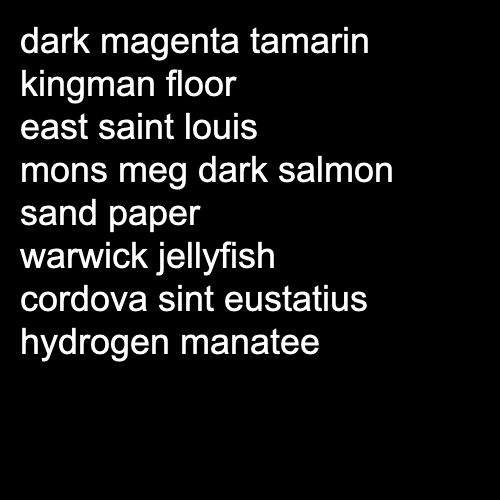 dark magenta tamarin
kingman floor
east saint louis
mons meg dark salmon
sand paper
warwick jellyfish
cordova sint eustatius
hydrogen manatee